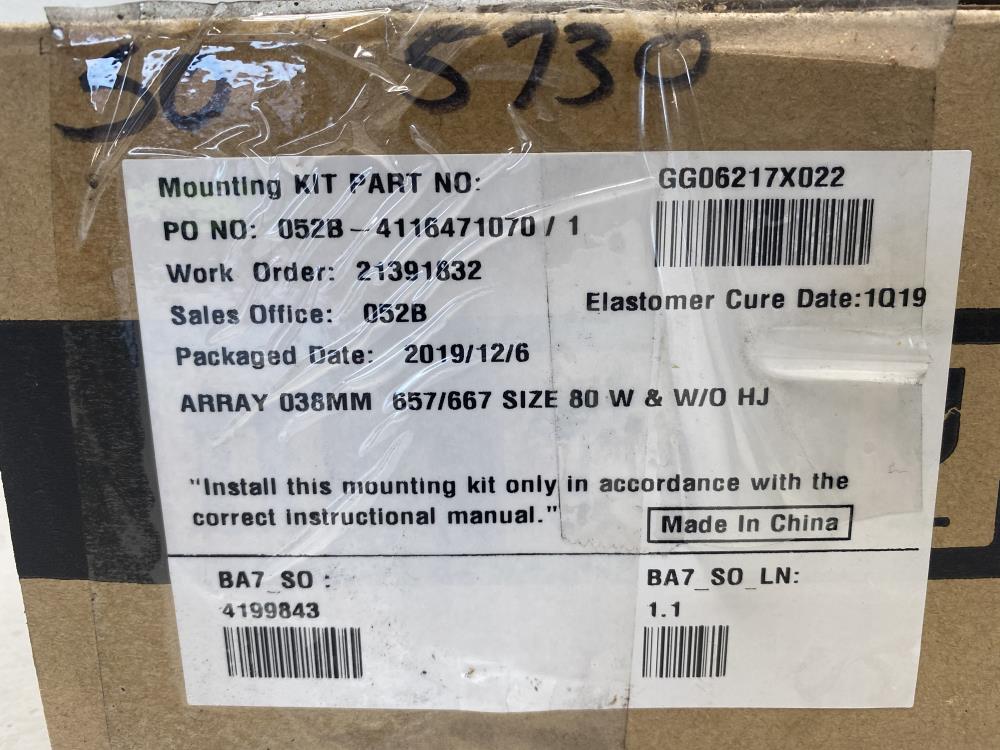 SO 5730
Mounting KIT PART NO: GG06217X022
PO NO: 052B - 4116471070 / 1
Work Order: 21391832
Elastomer Cure Date:1Q19
Sales Office: 052B
Packaged Date: 2019/12/6
ARRAY 038MM 657/667 SIZE 80 W & W/O HJ
"Install this mounting kit only in accordance with the
correct instructional manual."
Made In China
BA7_SO : BA7_SO_LN:
4199843 1.1